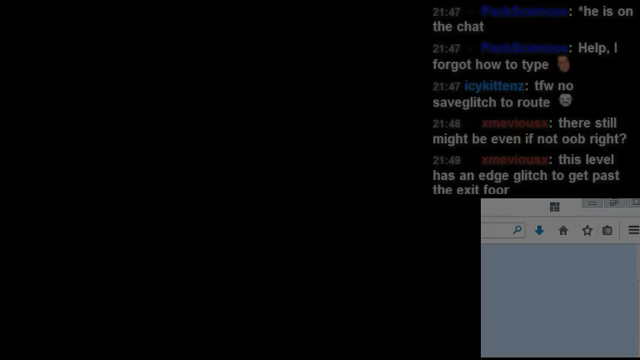 21:47 : *he is on
the chat
21:47 : Help, I
forgot how to type
21:47 icykittenz: tfw no
saveglitch to route
21:48 xmeviousx: there still
might be even if not oob right?
21:49 xmeviousx: this level
has an edge glitch to get past
the exit foor